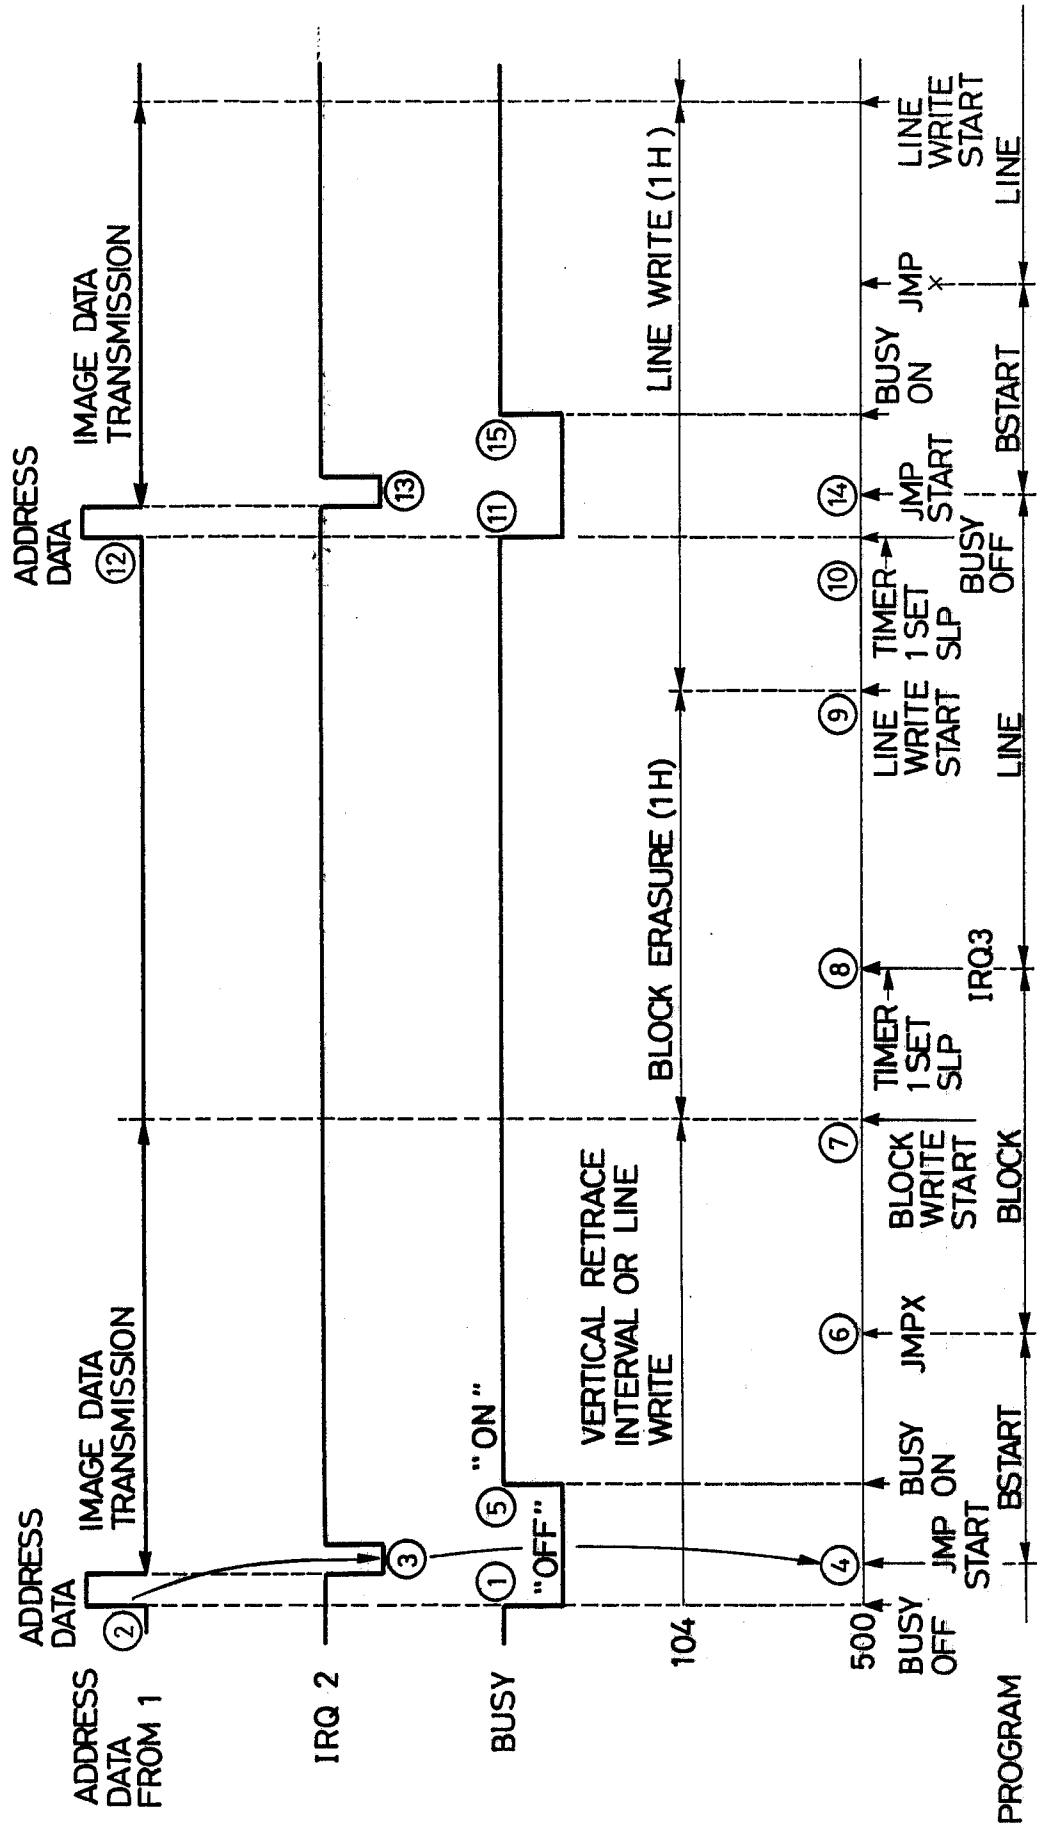 ADDRESS
DATA
FROM 1
ADDRESS
DATA
②
IMAGE DATA
TRANSMISSION
ADDRESS
DATA
⑫
IMAGE DATA
TRANSMISSION
IRQ 2
③
⑬
BUSY
①
"OFF"
⑤
"ON"
⑪
⑮
104
VERTICAL RETRACE
INTERVAL OR LINE
WRITE
BLOCK ERASURE (1H)
LINE WRITE (1H)
500
④
⑥
⑦
⑧
⑨
⑩
⑭
BUSY
OFF
JMP
START
BUSY
ON
JMPX
BLOCK
WRITE
START
TIMER
1 SET
SLP
IRQ3
LINE
WRITE
START
TIMER
1 SET
SLP
BUSY
OFF
JMP
START
BUSY
ON
JMP
×
LINE
WRITE
START
PROGRAM
BSTART
BLOCK
LINE
BSTART
LINE